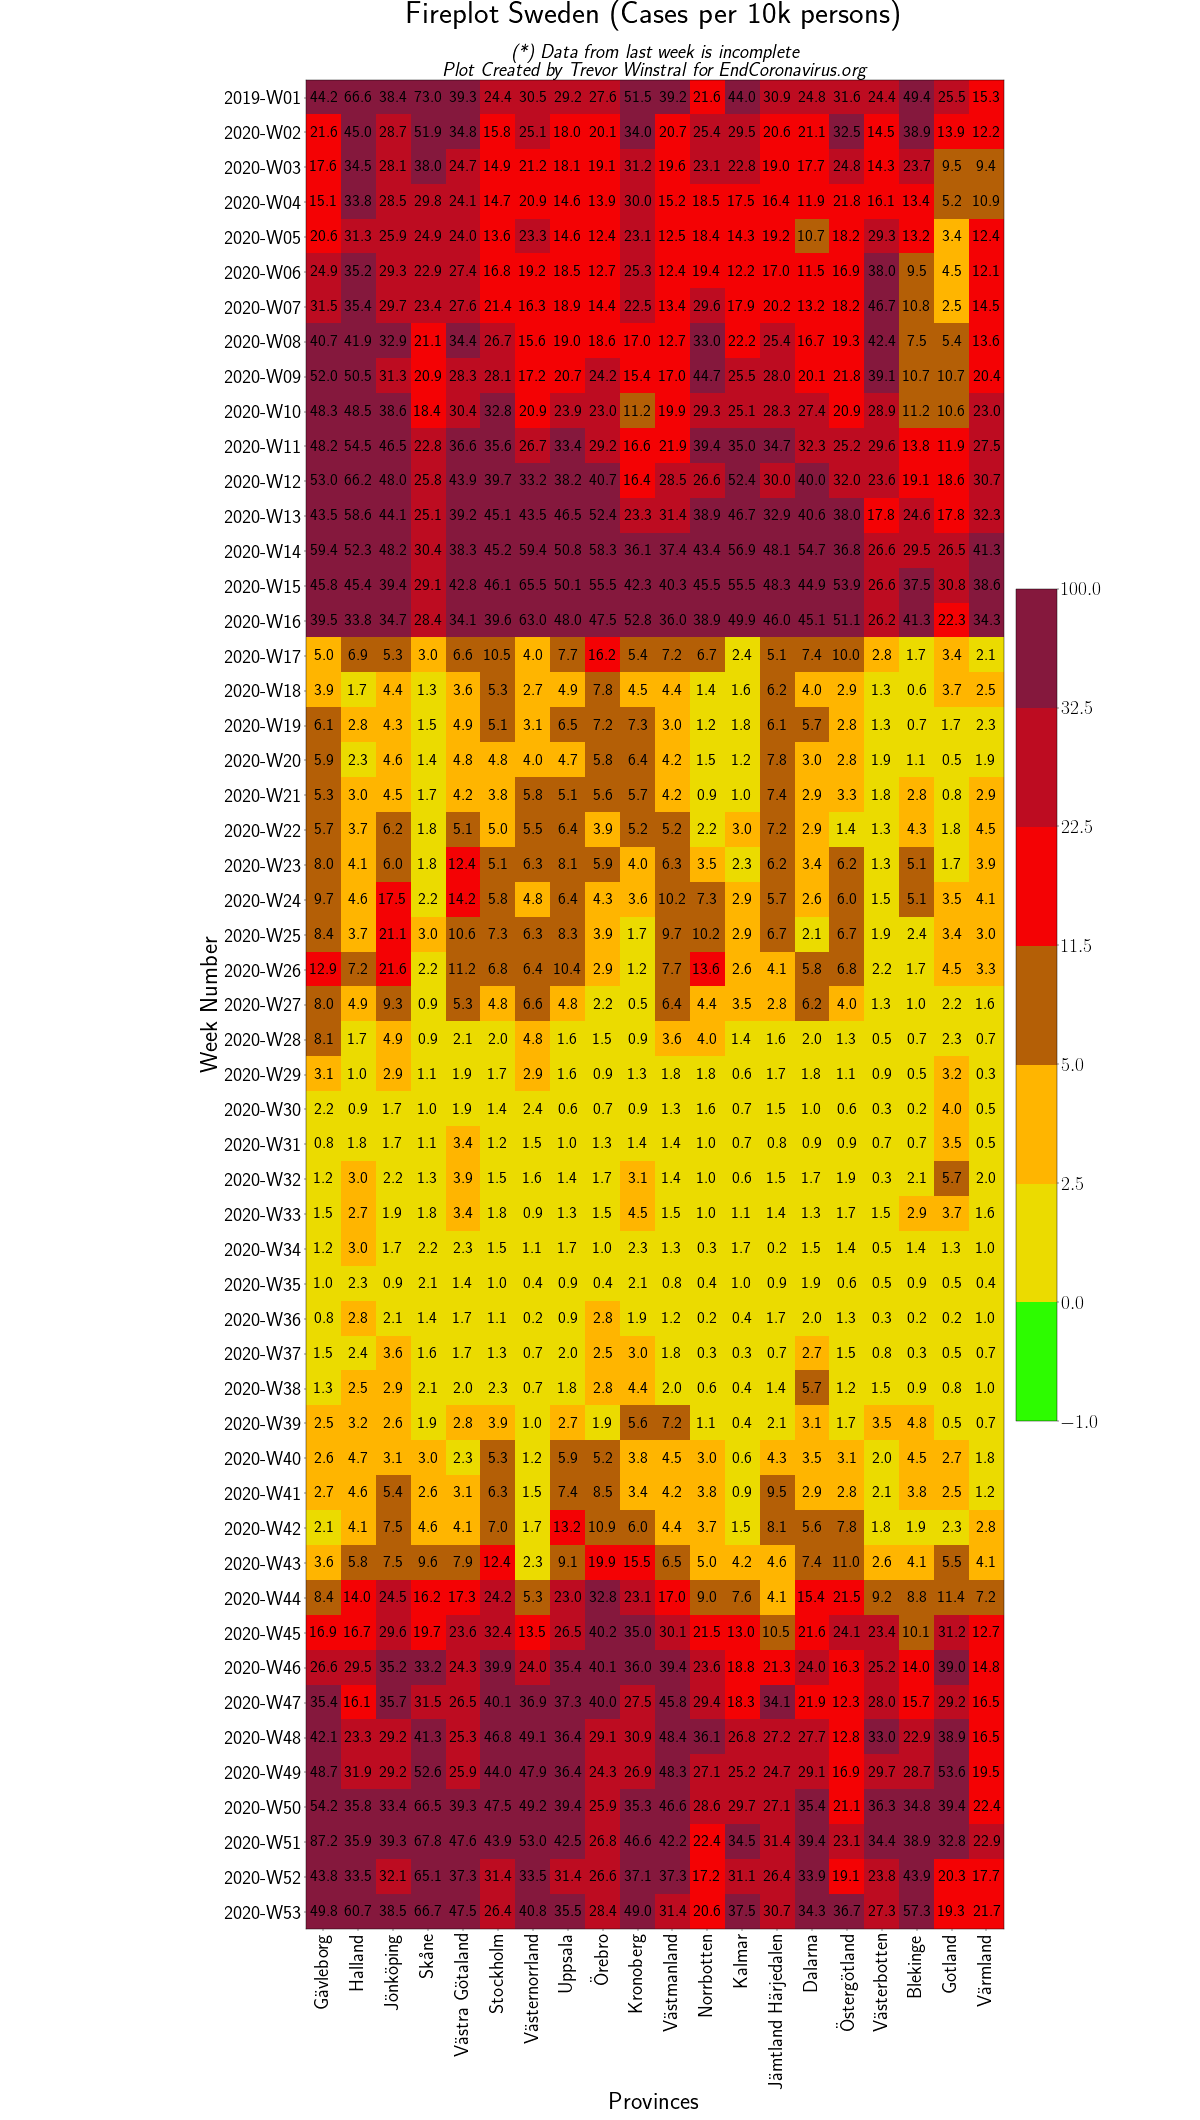 Fireplot Sweden (Cases per 10k persons)
(*) Data from last week is incomplete
Plot Created by Trevor Winstral for EndCoronavirus.org
2019-W01 44.2 66.6 38.4 73.0 39.3 24.4 30.5 29.2 27.6 51.5 39.2 21.6 44.0 30.9 24.8 31.6 24.4 49.4 25.5 15.3
2020-W02 21.6 45.0 28.7 51.9 34.8 15.8 25.1 18.0 20.1 34.0 20.7 25.4 29.5 20.6 21.1 32.5 14.5 38.9 13.9 12.2
2020-W03 17.6 34.5 28.1 38.0 24.7 14.9 21.2 18.1 19.1 31.2 19.6 23.1 22.8 19.0 17.7 24.8 14.3 23.7 9.5 9.4
2020-W04 15.1 33.8 28.5 29.8 24.1 14.7 20.9 14.6 13.9 30.0 15.2 18.5 17.5 16.4 11.9 21.8 16.1 13.4 5.2 10.9
2020-W05 20.6 31.3 25.9 24.9 24.0 13.6 23.3 14.6 12.4 23.1 12.5 18.4 14.3 19.2 10.7 18.2 29.3 13.2 3.4 12.4
2020-W06 24.9 35.2 29.3 22.9 27.4 16.8 19.2 18.5 12.7 25.3 12.4 19.4 12.2 17.0 11.5 16.9 38.0 9.5 4.5 12.1
2020-W07 31.5 35.4 29.7 23.4 27.6 21.4 16.3 18.9 14.4 22.5 13.4 29.6 17.9 20.2 13.2 18.2 46.7 10.8 2.5 14.5
2020-W08 40.7 41.9 32.9 21.1 34.4 26.7 15.6 19.0 18.6 17.0 12.7 33.0 22.2 25.4 16.7 19.3 42.4 7.5 5.4 13.6
2020-W09 52.0 50.5 31.3 20.9 28.3 28.1 17.2 20.7 24.2 15.4 17.0 44.7 25.5 28.0 20.1 21.8 39.1 10.7 10.7 20.4
2020-W10 48.3 48.5 38.6 18.4 30.4 32.8 20.9 23.9 23.0 11.2 19.9 29.3 25.1 28.3 27.4 20.9 28.9 11.2 10.6 23.0
2020-W11 48.2 54.5 46.5 22.8 36.6 35.6 26.7 33.4 29.2 16.6 21.9 39.4 35.0 34.7 32.3 25.2 29.6 13.8 11.9 27.5
2020-W12 53.0 66.2 48.0 25.8 43.9 39.7 33.2 38.2 40.7 16.4 28.5 26.6 52.4 30.0 40.0 32.0 23.6 19.1 18.6 30.7
2020-W13 43.5 58.6 44.1 25.1 39.2 45.1 43.5 46.5 52.4 23.3 31.4 38.9 46.7 32.9 40.6 38.0 17.8 24.6 17.8 32.3
2020-W14 59.4 52.3 48.2 30.4 38.3 45.2 59.4 50.8 58.3 36.1 37.4 43.4 56.9 48.1 54.7 36.8 26.6 29.5 26.5 41.3
2020-W15 45.8 45.4 39.4 29.1 42.8 46.1 65.5 50.1 55.5 42.3 40.3 45.5 55.5 48.3 44.9 53.9 26.6 37.5 30.8 38.6
2020-W16 39.5 33.8 34.7 28.4 34.1 39.6 63.0 48.0 47.5 52.8 36.0 38.9 49.9 46.0 45.1 51.1 26.2 41.3 22.3 34.3
2020-W17 5.0 6.9 5.3 3.0 6.6 10.5 4.0 7.7 16.2 5.4 7.2 6.7 2.4 5.1 7.4 10.0 2.8 1.7 3.4 2.1
2020-W18 3.9 1.7 4.4 1.3 3.6 5.3 2.7 4.9 7.8 4.5 4.4 1.4 1.6 6.2 4.0 2.9 1.3 0.6 3.7 2.5
2020-W19 6.1 2.8 4.3 1.5 4.9 5.1 3.1 6.5 7.2 7.3 3.0 1.2 1.8 6.1 5.7 2.8 1.3 0.7 1.7 2.3
2020-W20 5.9 2.3 4.6 1.4 4.8 4.8 4.0 4.7 5.8 6.4 4.2 1.5 1.2 7.8 3.0 2.8 1.9 1.1 0.5 1.9
2020-W21 5.3 3.0 4.5 1.7 4.2 3.8 5.8 5.1 5.6 5.7 4.2 0.9 1.0 7.4 2.9 3.3 1.8 2.8 0.8 2.9
2020-W22 5.7 3.7 6.2 1.8 5.1 5.0 5.5 6.4 3.9 5.2 5.2 2.2 3.0 7.2 2.9 1.4 1.3 4.3 1.8 4.5
2020-W23 8.0 4.1 6.0 1.8 12.4 5.1 6.3 8.1 5.9 4.0 6.3 3.5 2.3 6.2 3.4 6.2 1.3 5.1 1.7 3.9
2020-W24 9.7 4.6 17.5 2.2 14.2 5.8 4.8 6.4 4.3 3.6 10.2 7.3 2.9 5.7 2.6 6.0 1.5 5.1 3.5 4.1
2020-W25 8.4 3.7 21.1 3.0 10.6 7.3 6.3 8.3 3.9 1.7 9.7 10.2 2.9 6.7 2.1 6.7 1.9 2.4 3.4 3.0
2020-W26 12.9 7.2 21.6 2.2 11.2 6.8 6.4 10.4 2.9 1.2 7.7 13.6 2.6 4.1 5.8 6.8 2.2 1.7 4.5 3.3
2020-W27 8.0 4.9 9.3 0.9 5.3 4.8 6.6 4.8 2.2 0.5 6.4 4.4 3.5 2.8 6.2 4.0 1.3 1.0 2.2 1.6
2020-W28 8.1 1.7 4.9 0.9 2.1 2.0 4.8 1.6 1.5 0.9 3.6 4.0 1.4 1.6 2.0 1.3 0.5 0.7 2.3 0.7
2020-W29 3.1 1.0 2.9 1.1 1.9 1.7 2.9 1.6 0.9 1.3 1.8 1.8 0.6 1.7 1.8 1.1 0.9 0.5 3.2 0.3
2020-W30 2.2 0.9 1.7 1.0 1.9 1.4 2.4 0.6 0.7 0.9 1.3 1.6 0.7 1.5 1.0 0.6 0.3 0.2 4.0 0.5
2020-W31 0.8 1.8 1.7 1.1 3.4 1.2 1.5 1.0 1.3 1.4 1.4 1.0 0.7 0.8 0.9 0.9 0.7 0.7 3.5 0.5
2020-W32 1.2 3.0 2.2 1.3 3.9 1.5 1.6 1.4 1.7 3.1 1.4 1.0 0.6 1.5 1.7 1.9 0.3 2.1 5.7 2.0
2020-W33 1.5 2.7 1.9 1.8 3.4 1.8 0.9 1.3 1.5 4.5 1.5 1.0 1.1 1.4 1.3 1.7 1.5 2.9 3.7 1.6
2020-W34 1.2 3.0 1.7 2.2 2.3 1.5 1.1 1.7 1.0 2.3 1.3 0.3 1.7 0.2 1.5 1.4 0.5 1.4 1.3 1.0
2020-W35 1.0 2.3 0.9 2.1 1.4 1.0 0.4 0.9 0.4 2.1 0.8 0.4 1.0 0.9 1.9 0.6 0.5 0.9 0.5 0.4
2020-W36 0.8 2.8 2.1 1.4 1.7 1.1 0.2 0.9 2.8 1.9 1.2 0.2 0.4 1.7 2.0 1.3 0.3 0.2 0.2 1.0
2020-W37 1.5 2.4 3.6 1.6 1.7 1.3 0.7 2.0 2.5 3.0 1.8 0.3 0.3 0.7 2.7 1.5 0.8 0.3 0.5 0.7
2020-W38 1.3 2.5 2.9 2.1 2.0 2.3 0.7 1.8 2.8 4.4 2.0 0.6 0.4 1.4 5.7 1.2 1.5 0.9 0.8 1.0
2020-W39 2.5 3.2 2.6 1.9 2.8 3.9 1.0 2.7 1.9 5.6 7.2 1.1 0.4 2.1 3.1 1.7 3.5 4.8 0.5 0.7
2020-W40 2.6 4.7 3.1 3.0 2.3 5.3 1.2 5.9 5.2 3.8 4.5 3.0 0.6 4.3 3.5 3.1 2.0 4.5 2.7 1.8
2020-W41 2.7 4.6 5.4 2.6 3.1 6.3 1.5 7.4 8.5 3.4 4.2 3.8 0.9 9.5 2.9 2.8 2.1 3.8 2.5 1.2
2020-W42 2.1 4.1 7.5 4.6 4.1 7.0 1.7 13.2 10.9 6.0 4.4 3.7 1.5 8.1 5.6 7.8 1.8 1.9 2.3 2.8
2020-W43 3.6 5.8 7.5 9.6 7.9 12.4 2.3 9.1 19.9 15.5 6.5 5.0 4.2 4.6 7.4 11.0 2.6 4.1 5.5 4.1
2020-W44 8.4 14.0 24.5 16.2 17.3 24.2 5.3 23.0 32.8 23.1 17.0 9.0 7.6 4.1 15.4 21.5 9.2 8.8 11.4 7.2
2020-W45 16.9 16.7 29.6 19.7 23.6 32.4 13.5 26.5 40.2 35.0 30.1 21.5 13.0 10.5 21.6 24.1 23.4 10.1 31.2 12.7
2020-W46 26.6 29.5 35.2 33.2 24.3 39.9 24.0 35.4 40.1 36.0 39.4 23.6 18.8 21.3 24.0 16.3 25.2 14.0 39.0 14.8
2020-W47 35.4 16.1 35.7 31.5 26.5 40.1 36.9 37.3 40.0 27.5 45.8 29.4 18.3 34.1 21.9 12.3 28.0 15.7 29.2 16.5
2020-W48 42.1 23.3 29.2 41.3 25.3 46.8 49.1 36.4 29.1 30.9 48.4 36.1 26.8 27.2 27.7 12.8 33.0 22.9 38.9 16.5
2020-W49 48.7 31.9 29.2 52.6 25.9 44.0 47.9 36.4 24.3 26.9 48.3 27.1 25.2 24.7 29.1 16.9 29.7 28.7 53.6 19.5
2020-W50 54.2 35.8 33.4 66.5 39.3 47.5 49.2 39.4 25.9 35.3 46.6 28.6 29.7 27.1 35.4 21.1 36.3 34.8 39.4 22.4
2020-W51 87.2 35.9 39.3 67.8 47.6 43.9 53.0 42.5 26.8 46.6 42.2 22.4 34.5 31.4 39.4 23.1 34.4 38.9 32.8 22.9
2020-W52 43.8 33.5 32.1 65.1 37.3 31.4 33.5 31.4 26.6 37.1 37.3 17.2 31.1 26.4 33.9 19.1 23.8 43.9 20.3 17.7
2020-W53 49.8 60.7 38.5 66.7 47.5 26.4 40.8 35.5 28.4 49.0 31.4 20.6 37.5 30.7 34.3 36.7 27.3 57.3 19.3 21.7
Week Number
Gävleborg
Halland
Jönköping
Skåne
Västra Götaland
Stockholm
Västernorrland
Uppsala
Örebro
Kronoberg
Västmanland
Norrbotten
Kalmar
Jämtland Härjedalen
Dalarna
Östergötland
Västerbotten
Blekinge
Gotland
Värmland
Provinces
100.0
32.5
22.5
11.5
5.0
2.5
0.0
−1.0